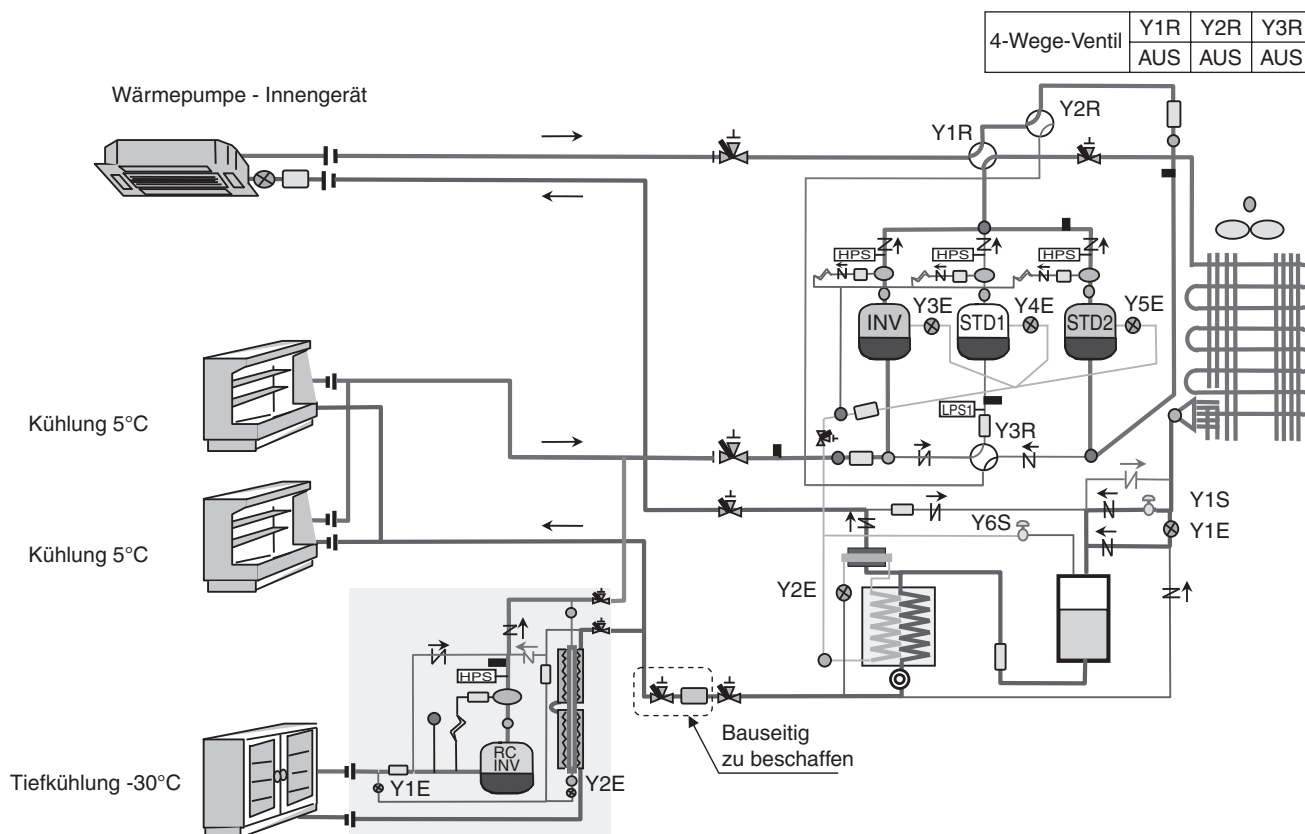 4-Wege-Ventil Y1R Y2R Y3R
AUS AUS AUS
Wärmepumpe - Innengerät
Y2R
Y1R
HPS HPS HPS
INV Y3E STD1 Y4E STD2 Y5E
LPS1
Y3R
Kühlung 5°C
Kühlung 5°C
Y1S
Y6S
Y1E
Y2E
HPS
RC
INV
Y1E
Y2E
Bauseitig
zu beschaffen
Tiefkühlung -30°C